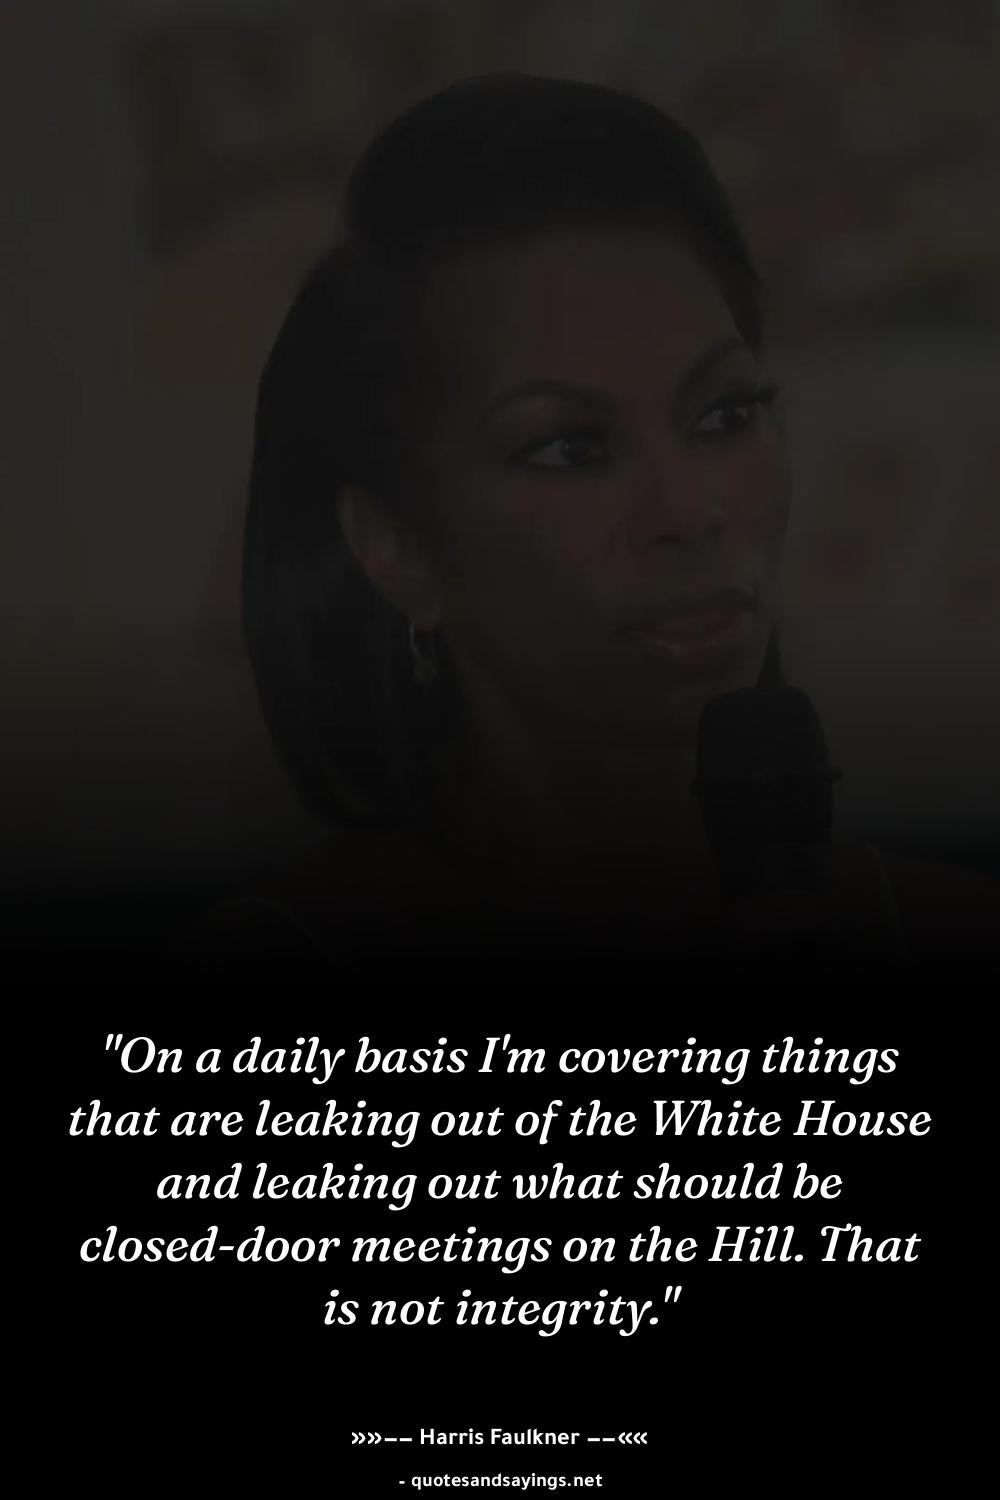 "On a daily basis I'm covering things
that are leaking out of the White House
and leaking out what should be
closed-door meetings on the Hill. That
is not integrity."
»»–– Harris Faulkner ––««
- quotesandsayings.net